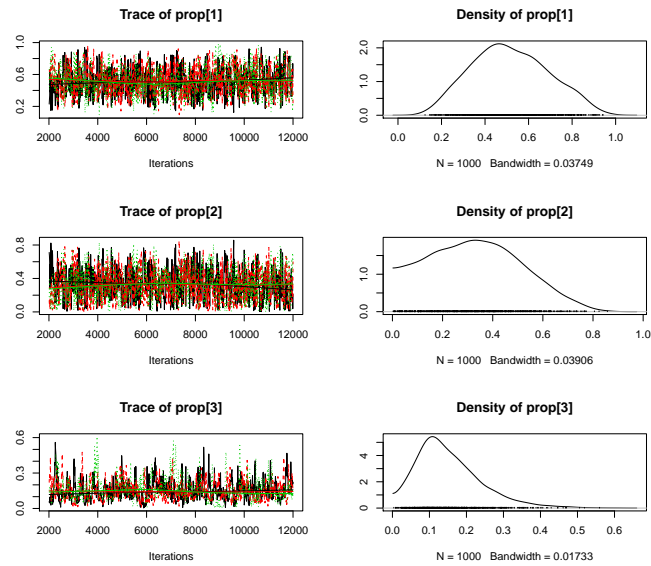 Trace of prop[1]
0.2 0.6 1.0
2000 4000 6000 8000 10000 12000
Iterations
Density of prop[1]
0.0 1.0 2.0
0.0 0.2 0.4 0.6 0.8 1.0
N = 1000 Bandwidth = 0.03749
Trace of prop[2]
0.0 0.4 0.8
2000 4000 6000 8000 10000 12000
Iterations
Density of prop[2]
0.0 1.0
0.0 0.2 0.4 0.6 0.8 1.0
N = 1000 Bandwidth = 0.03906
Trace of prop[3]
0.0 0.3 0.6
2000 4000 6000 8000 10000 12000
Iterations
Density of prop[3]
0 2 4
0.0 0.1 0.2 0.3 0.4 0.5 0.6
N = 1000 Bandwidth = 0.01733